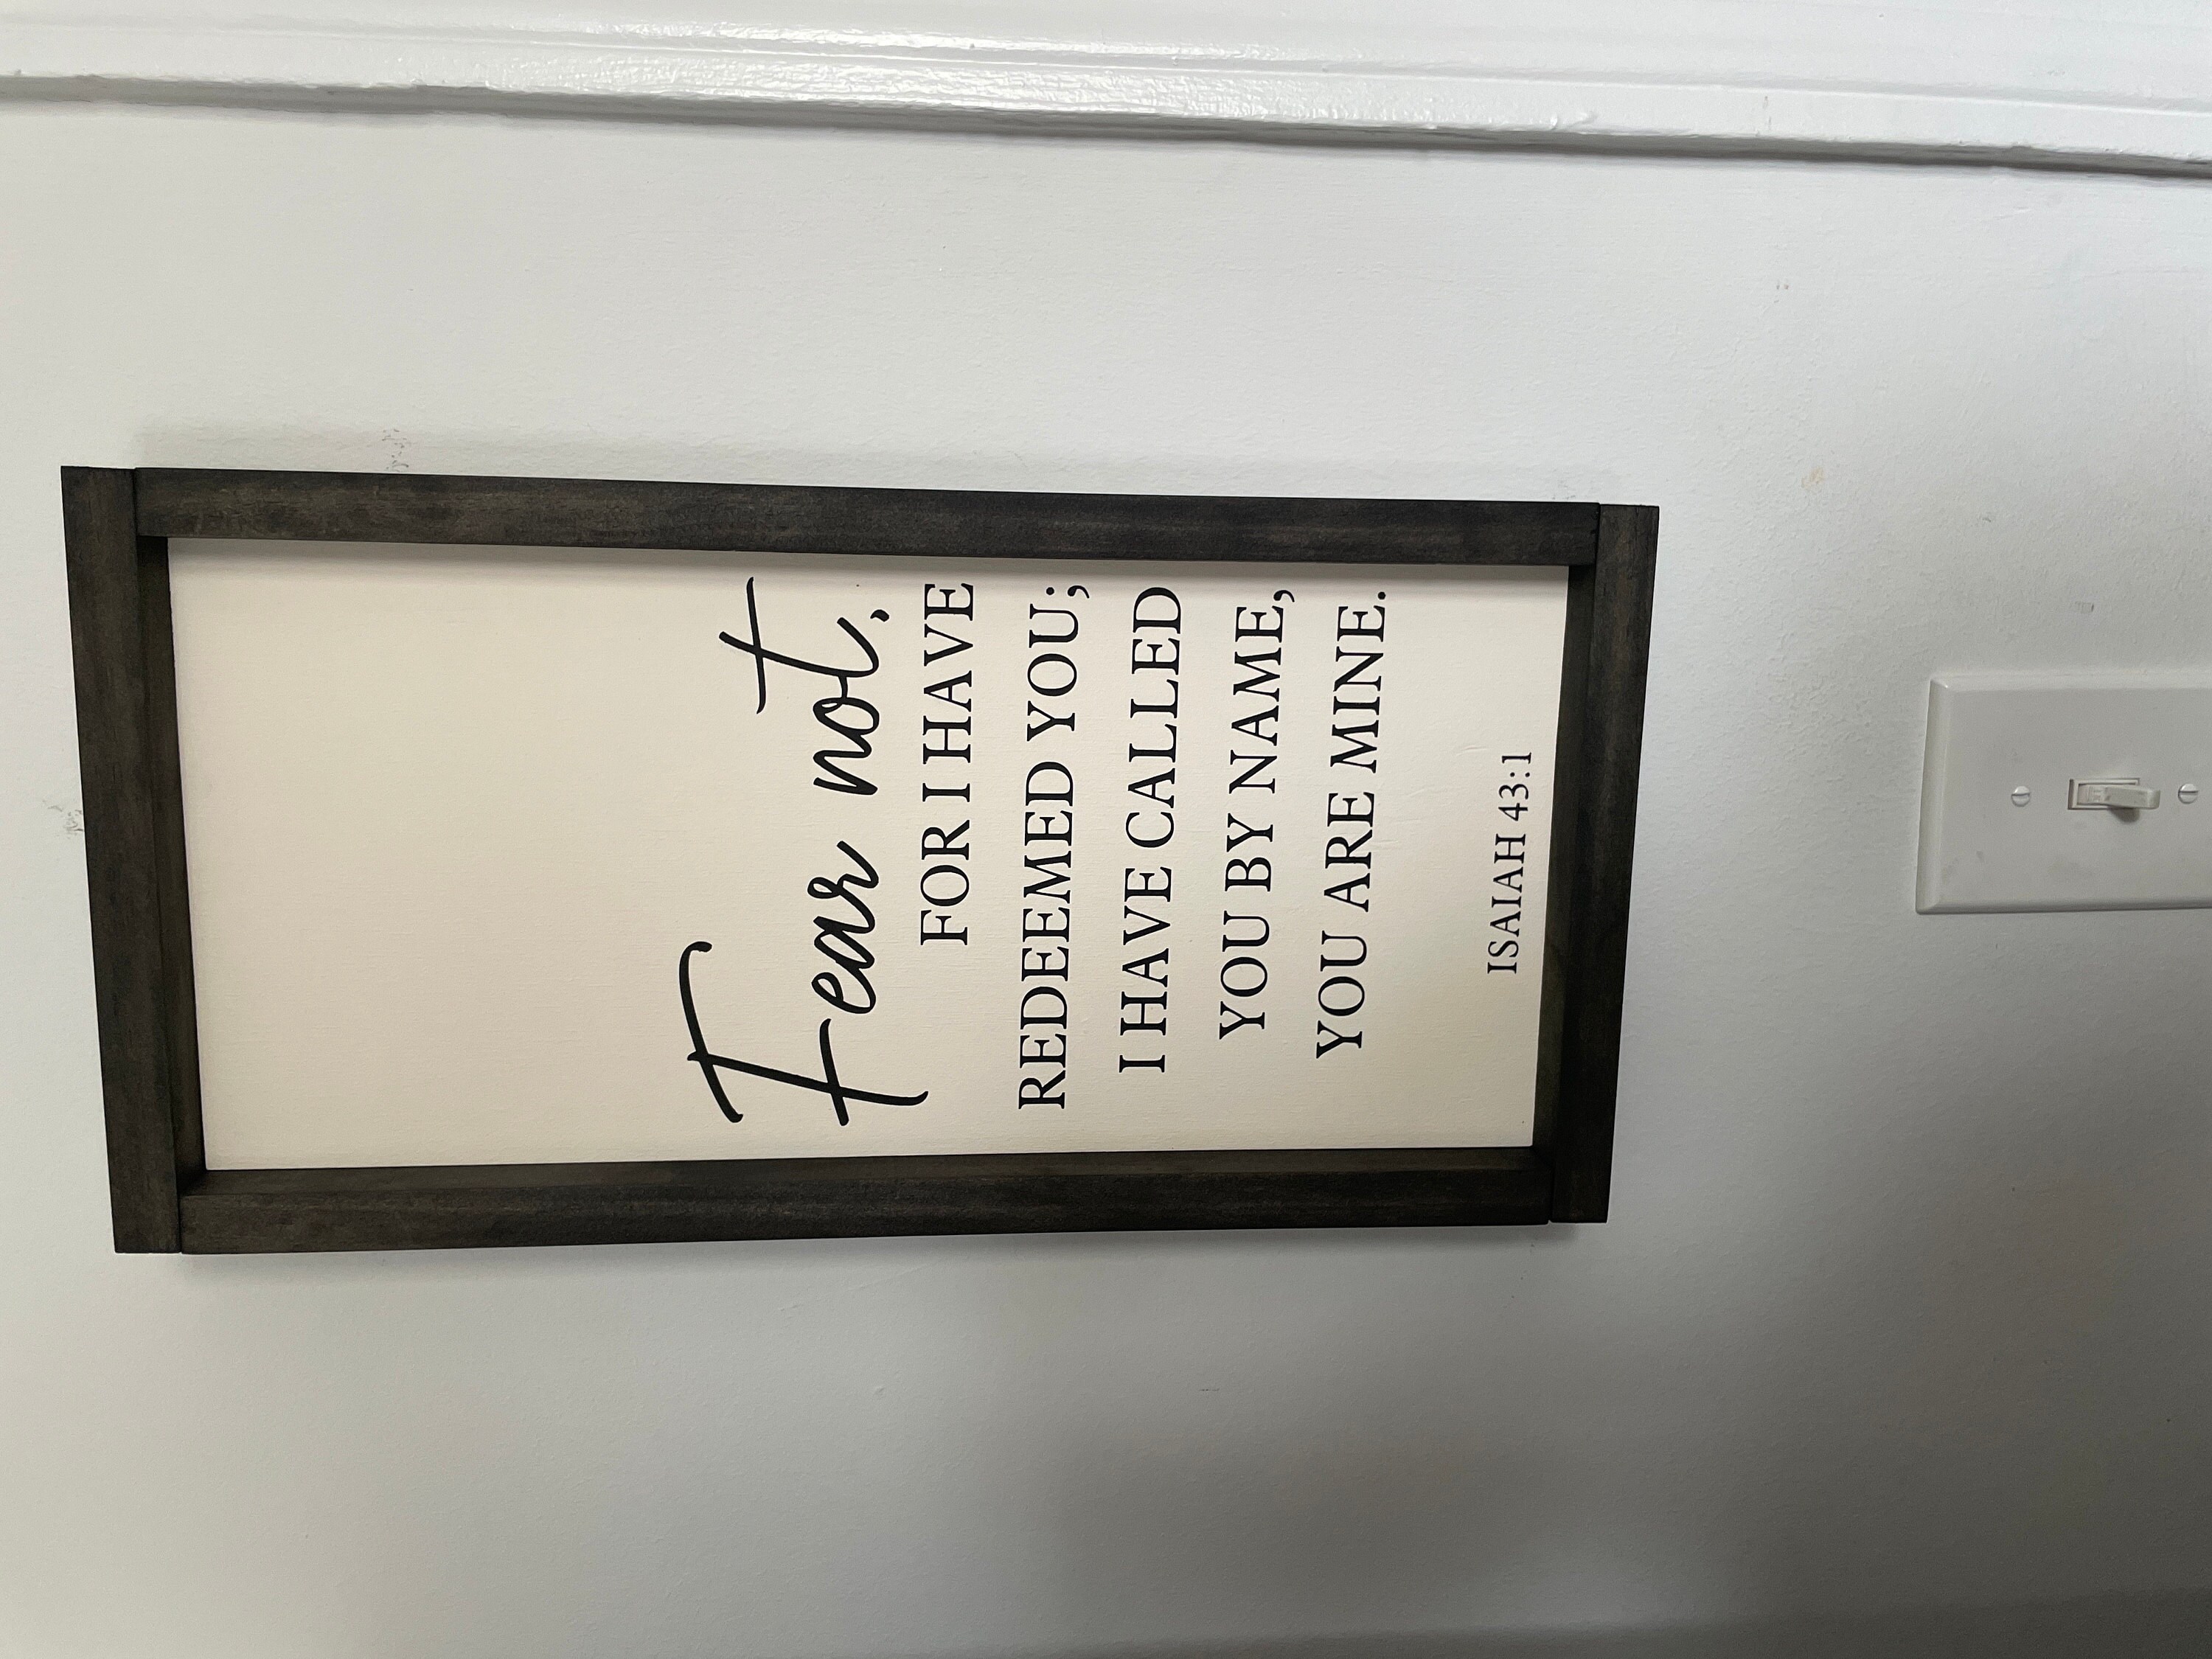 Fear not,
FOR I HAVE
REDEEMED YOU;
I HAVE CALLED
YOU BY NAME,
YOU ARE MINE.
ISAIAH 43:1